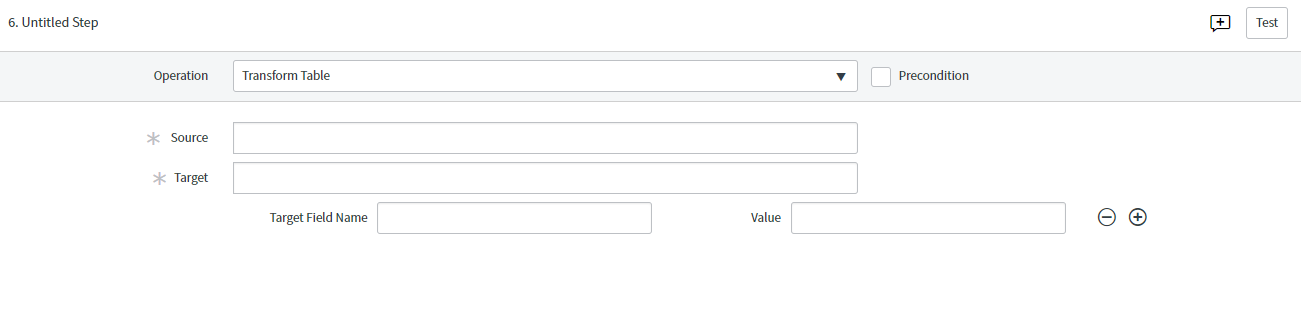 6. Untitled Step
Test
Operation Transform Table Precondition
Source
Target
Target Field Name Value